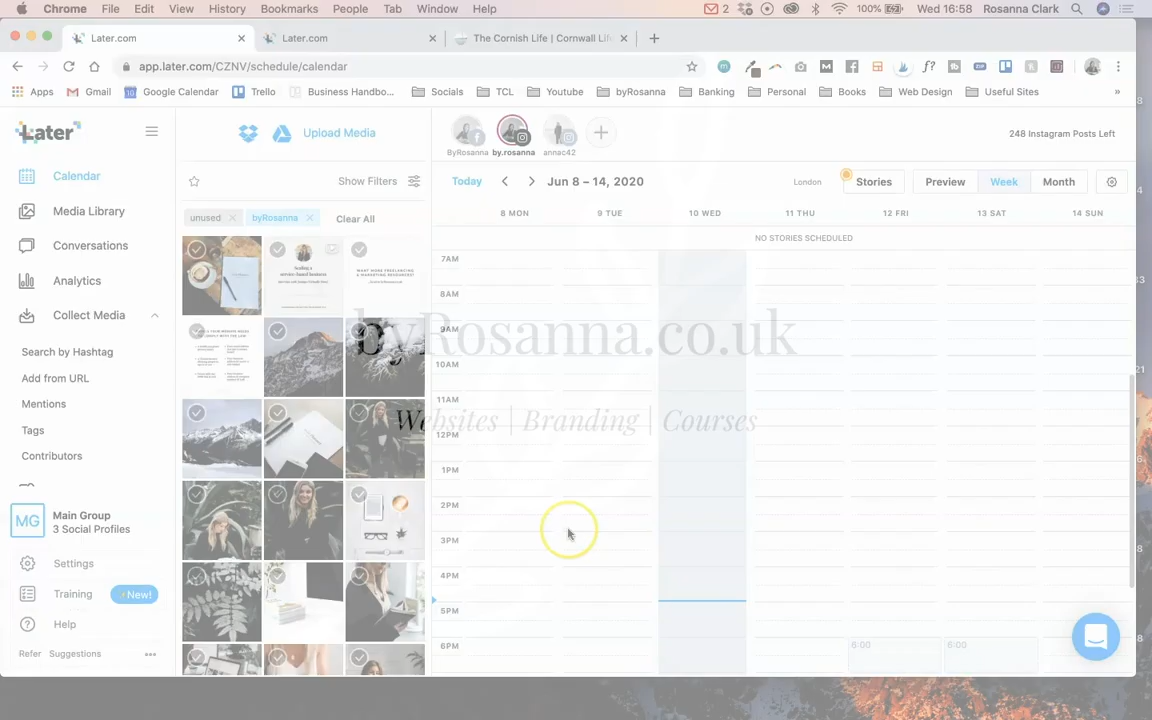 Chrome File Edit View History Bookmarks People Tab Window Help 2 100% Wed 16:58 Rosanna Clark
Later.com Later.com The Cornish Life | Cornwall Life
app.later.com/CZNV/schedule/calendar
Apps Gmail Google Calendar Trello Business Handbo... Socials TCL Youtube byRosanna Banking Personal Books Web Design Useful Sites »
Later
Upload Media
ByRosanna by.rosanna annac42
248 Instagram Posts Left
Calendar
Show Filters
Today Jun 8 – 14, 2020 London Stories Preview Week Month
Media Library
unused byRosanna Clear All
8 MON 9 TUE 10 WED 11 THU 12 FRI 13 SAT 14 SUN
NO STORIES SCHEDULED
Conversations
Analytics
Collect Media
Search by Hashtag
Add from URL
Mentions
Tags
Contributors
7AM
8AM
9AM
10AM
11AM
12PM
1PM
2PM
3PM
4PM
5PM
6PM
6:00 6:00
byRosanna.co.uk
Websites | Branding | Courses
MG Main Group
3 Social Profiles
Settings
Training New!
Help
Refer Suggestions